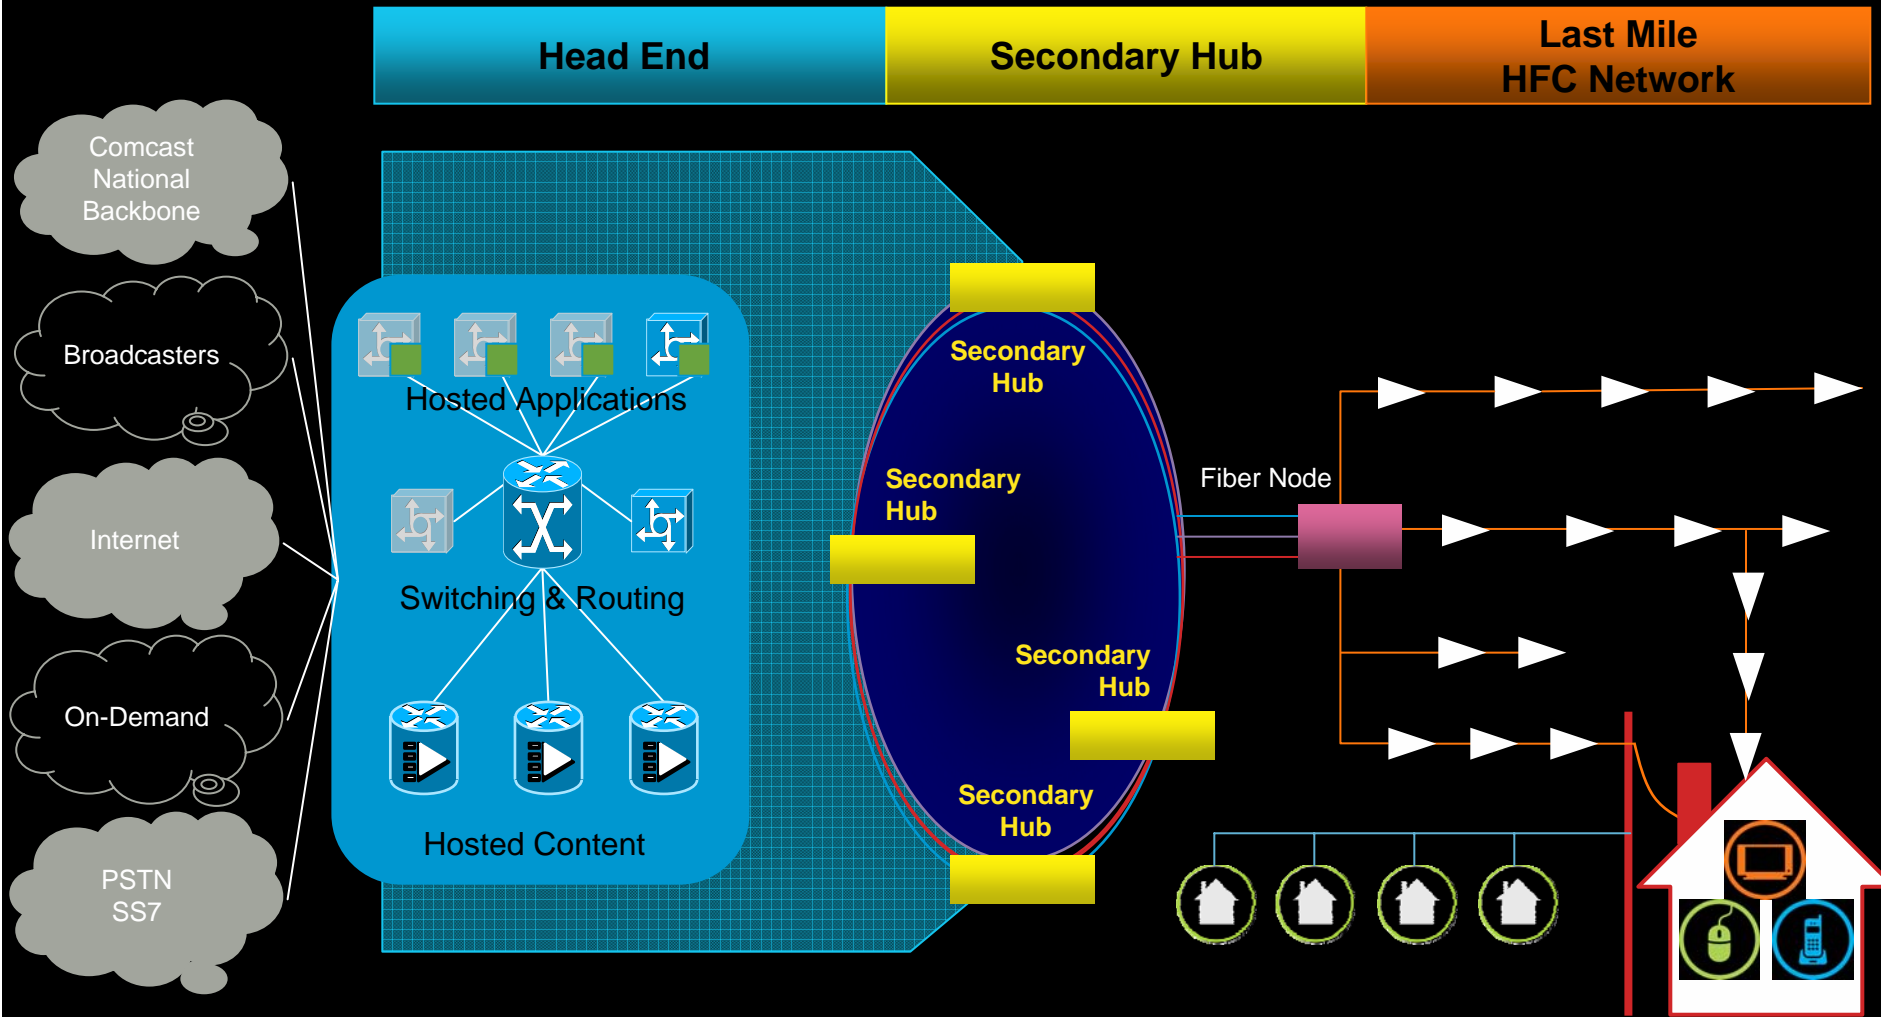 Head End
Secondary Hub
Last Mile
HFC Network
Comcast
National
Backbone
Broadcasters
Internet
On-Demand
PSTN
SS7
Hosted Applications
Switching & Routing
Hosted Content
Secondary
Hub
Secondary
Hub
Secondary
Hub
Secondary
Hub
Fiber Node